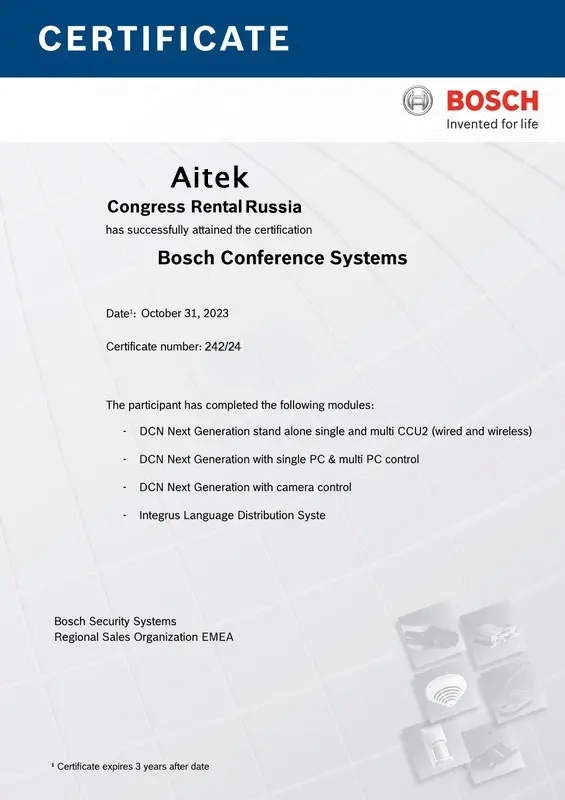 CERTIFICATE
BOSCH
Invented for life
Aitek
Congress Rental Russia
has successfully attained the certification
Bosch Conference Systems
Date¹: October 31, 2023
Certificate number: 242/24
The participant has completed the following modules:
- DCN Next Generation stand alone single and multi CCU2 (wired and wireless)
- DCN Next Generation with single PC & multi PC control
- DCN Next Generation with camera control
- Integrus Language Distribution Syste
Bosch Security Systems
Regional Sales Organization EMEA
¹ Certificate expires 3 years after date